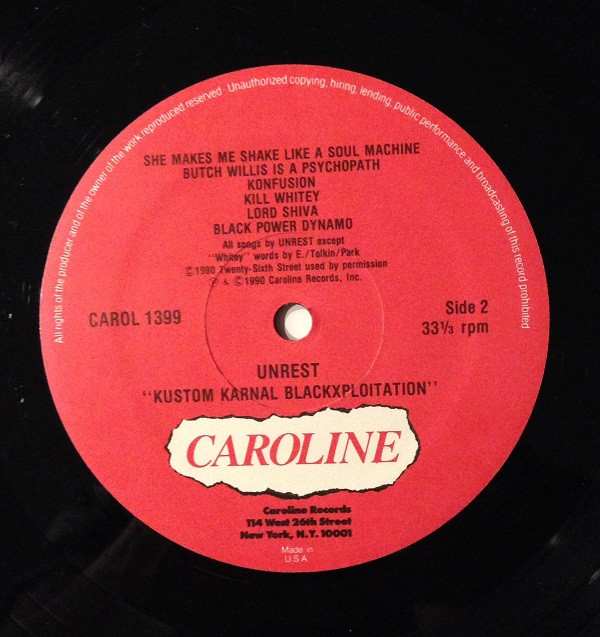 All rights of the producer and of the owner of the work reproduced reserved Unauthorized copying, hiring, lending, public performance and broadcasting of this record prohibited
SHE MAKES ME SHAKE LIKE A SOUL MACHINE
BUTCH WILLIS IS A PSYCHOPATH
KONFUSION
KILL WHITEY
LORD SHIVA
BLACK POWER DYNAMO
All songs by UNREST except
"Whitey" words by E./Tolkin/Park
©1990 Twenty-Sixth Street used by permission
℗ & ©1990 Caroline Records, Inc.
CAROL 1399
Side 2
33⅓ rpm
UNREST
"KUSTOM KARNAL BLACKXPLOITATION"
CAROLINE
Caroline Records
114 West 26th Street
New York, N.Y. 10001
Made in
U.S.A